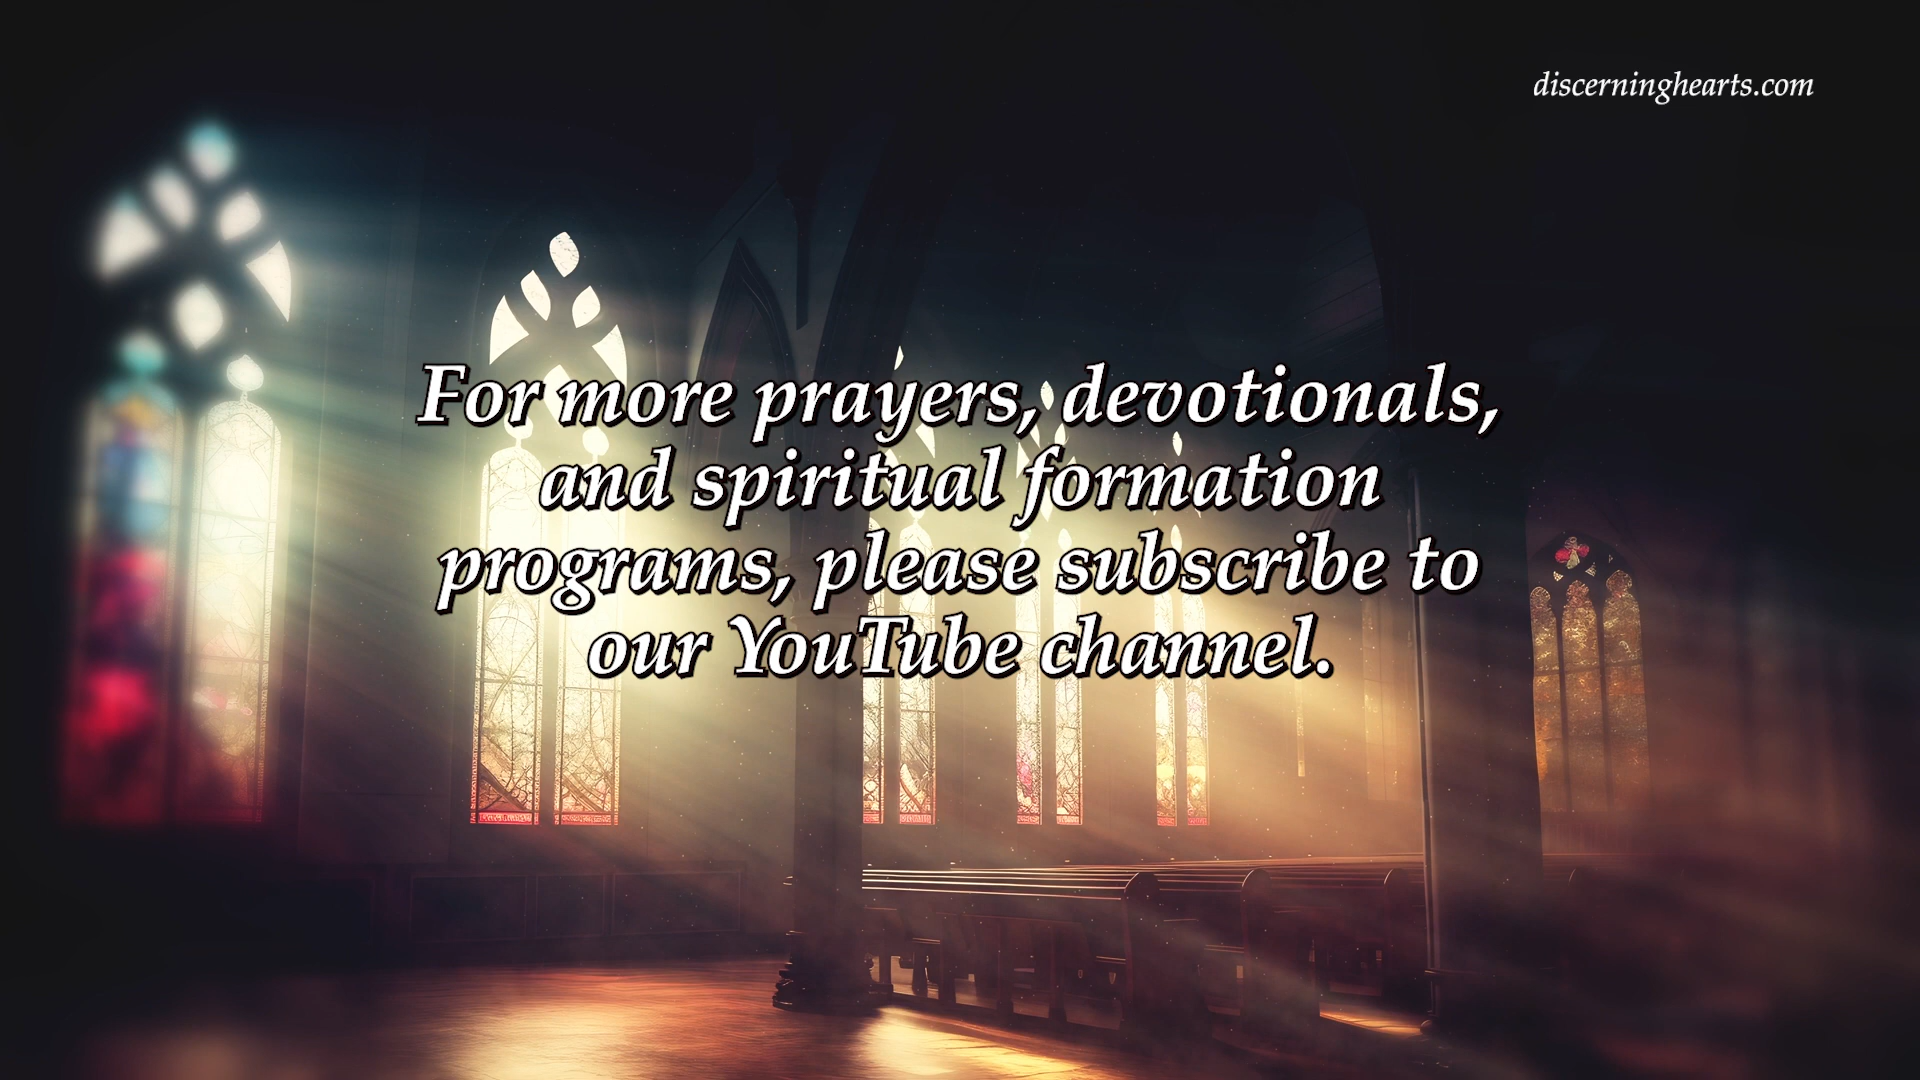 discerninghearts.com
For more prayers, devotionals,
and spiritual formation
programs, please subscribe to
our YouTube channel.